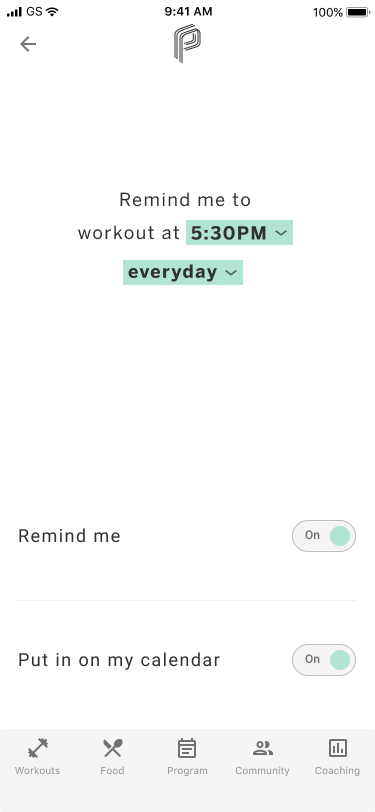 GS 9:41 AM 100%
Remind me to
workout at 5:30PM
everyday
Remind me On
Put in on my calendar On
Workouts Food Program Community Coaching